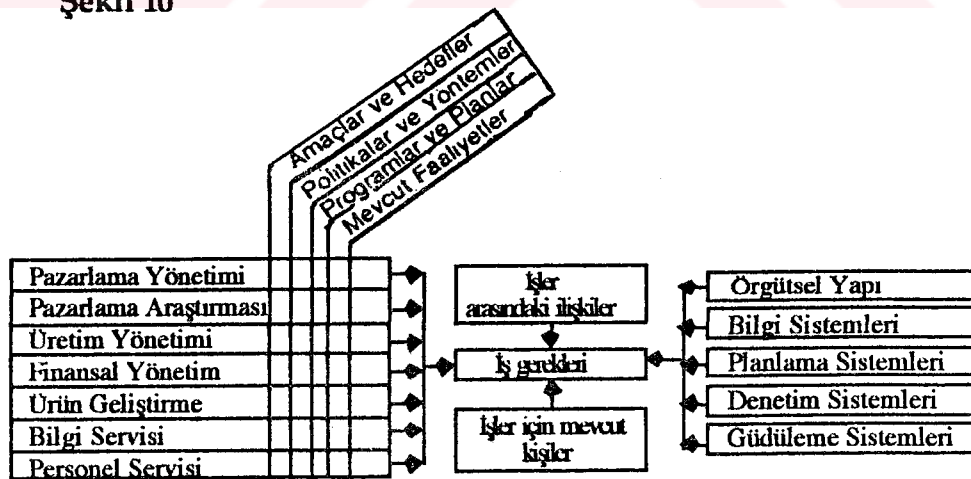 Şekil 10
Amaçlar ve Hedefler
Politikalar ve Yöntemler
Programlar ve Planlar
Mevcut Faaliyetler
Pazarlama Yönetimi
Pazarlama Araştırması
Üretim Yönetimi
Finansal Yönetim
Ürün Geliştirme
Bilgi Servisi
Personel Servisi
İşler
arasındaki ilişkiler
İş gerekleri
İşler için mevcut
kişiler
Örgütsel Yapı
Bilgi Sistemleri
Planlama Sistemleri
Denetim Sistemleri
Güdüleme Sistemleri